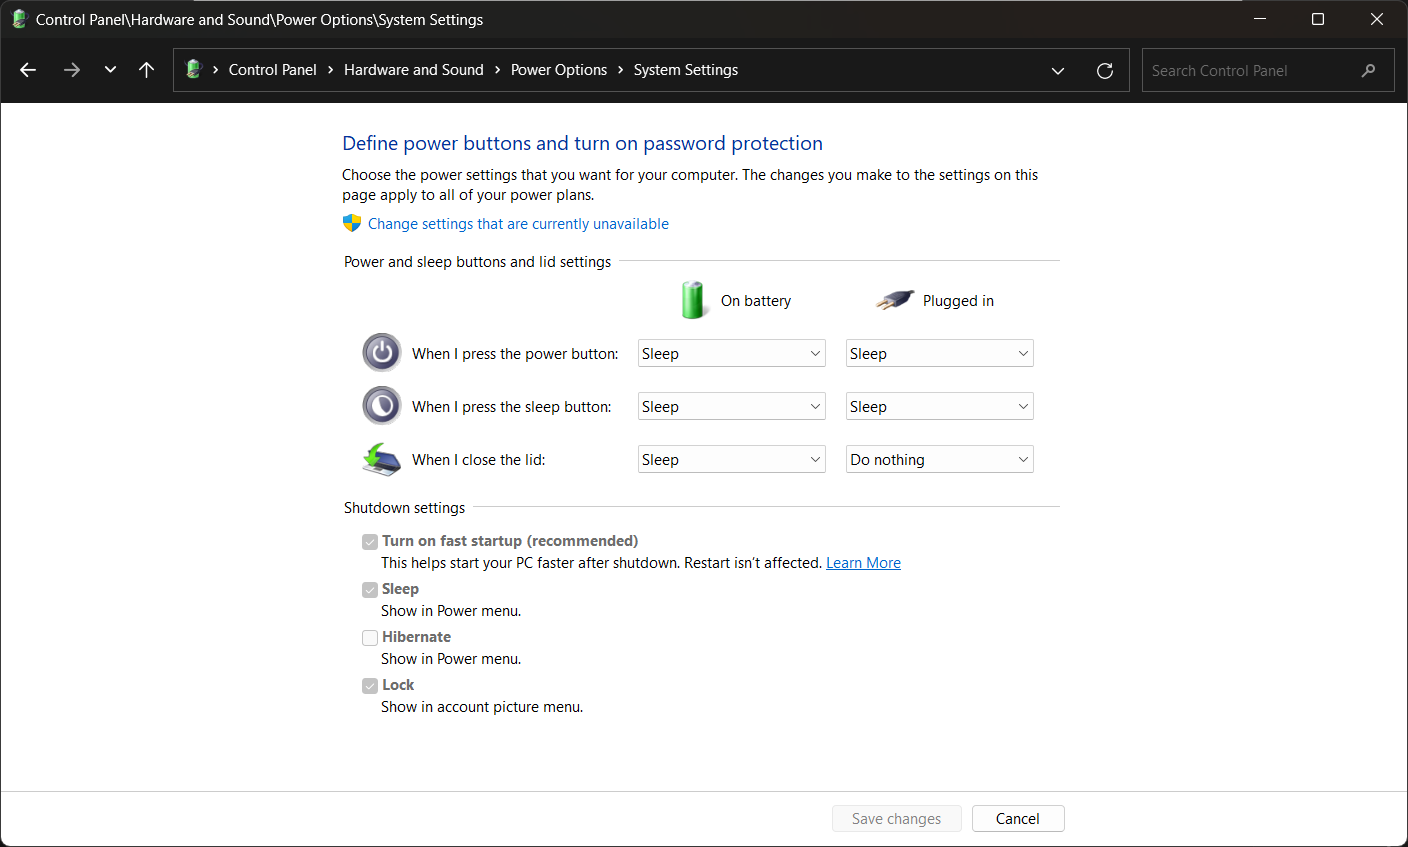 Control Panel\Hardware and Sound\Power Options\System Settings
Control Panel › Hardware and Sound › Power Options › System Settings
Search Control Panel
Define power buttons and turn on password protection
Choose the power settings that you want for your computer. The changes you make to the settings on this
page apply to all of your power plans.
Change settings that are currently unavailable
Power and sleep buttons and lid settings
On battery Plugged in
When I press the power button: Sleep Sleep
When I press the sleep button: Sleep Sleep
When I close the lid: Sleep Do nothing
Shutdown settings
Turn on fast startup (recommended)
This helps start your PC faster after shutdown. Restart isn't affected. Learn More
Sleep
Show in Power menu.
Hibernate
Show in Power menu.
Lock
Show in account picture menu.
Save changes Cancel